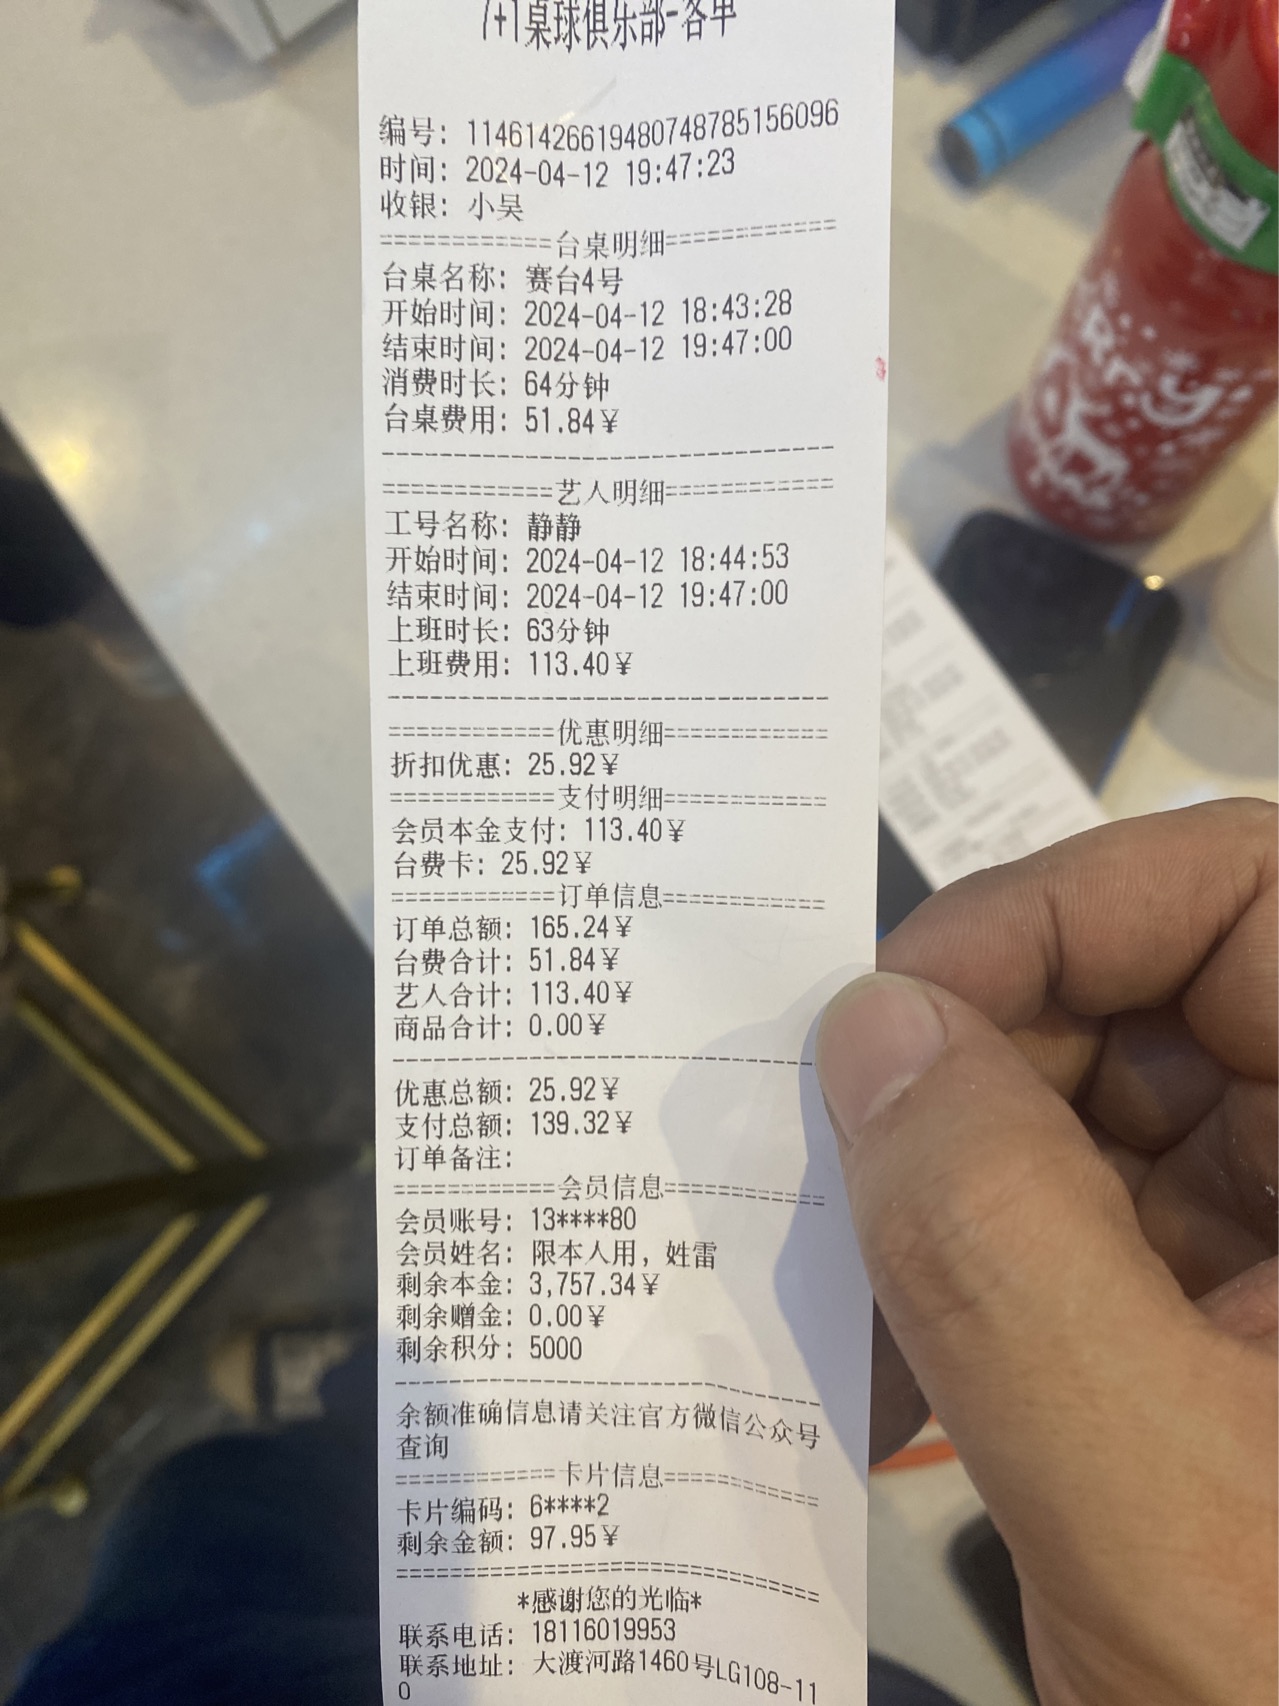 7+1桌球俱乐部-客单
编号: 11461426619480748785156096
时间: 2024-04-12 19:47:23
收银: 小吴
============台桌明细============
台桌名称: 赛台4号
开始时间: 2024-04-12 18:43:28
结束时间: 2024-04-12 19:47:00
消费时长: 64分钟
台桌费用: 51.84¥
--------------------------------
============艺人明细============
工号名称: 静静
开始时间: 2024-04-12 18:44:53
结束时间: 2024-04-12 19:47:00
上班时长: 63分钟
上班费用: 113.40¥
--------------------------------
============优惠明细============
折扣优惠: 25.92¥
============支付明细============
会员本金支付: 113.40¥
台费卡: 25.92¥
============订单信息============
订单总额: 165.24¥
台费合计: 51.84¥
艺人合计: 113.40¥
商品合计: 0.00¥
--------------------------------
优惠总额: 25.92¥
支付总额: 139.32¥
订单备注:
============会员信息============
会员账号: 13****80
会员姓名: 限本人用, 姓雷
剩余本金: 3,757.34¥
剩余赠金: 0.00¥
剩余积分: 5000
--------------------------------
余额准确信息请关注官方微信公众号
查询
============卡片信息============
卡片编码: 6****2
剩余金额: 97.95¥
================================
*感谢您的光临*
联系电话: 18116019953
联系地址: 大渡河路1460号LG108-11
0